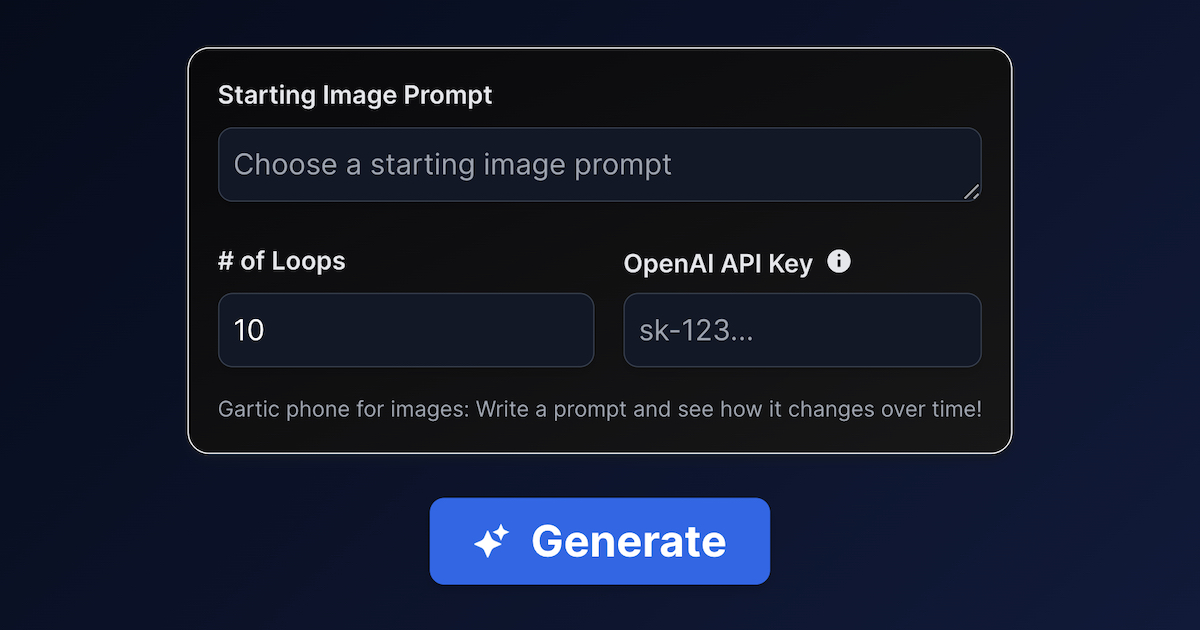 Starting Image Prompt
Choose a starting image prompt
# of Loops
OpenAI API Key
10
sk-123...
Gartic phone for images: Write a prompt and see how it changes over time!
Generate